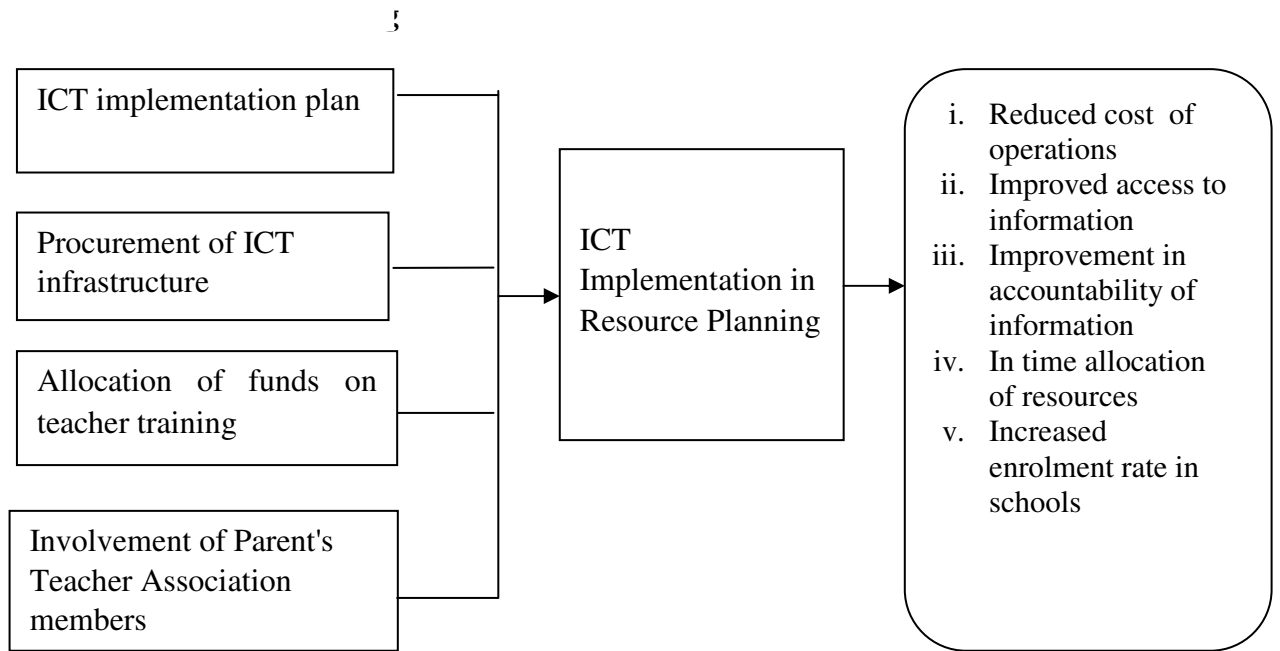 ICT implementation plan
Procurement of ICT
infrastructure
Allocation of funds on
teacher training
Involvement of Parent's
Teacher Association
members
ICT
Implementation in
Resource Planning
i. Reduced cost of
operations
ii. Improved access to
information
iii. Improvement in
accountability of
information
iv. In time allocation
of resources
v. Increased
enrolment rate in
schools